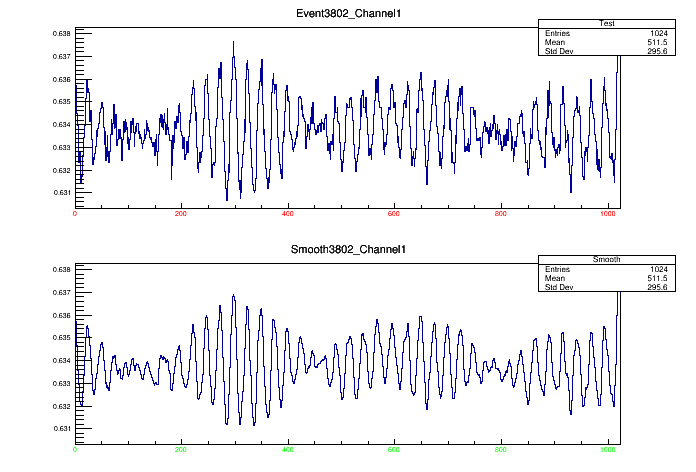 Event3802_Channel1
Test
Entries 1024
Mean 511.5
Std Dev 295.6
0.638
0.637
0.636
0.635
0.634
0.633
0.632
0.631
0 200 400 600 800 1000
Smooth3802_Channel1
Smooth
Entries 1024
Mean 511.5
Std Dev 295.6
0.638
0.637
0.636
0.635
0.634
0.633
0.632
0.631
0 200 400 600 800 1000